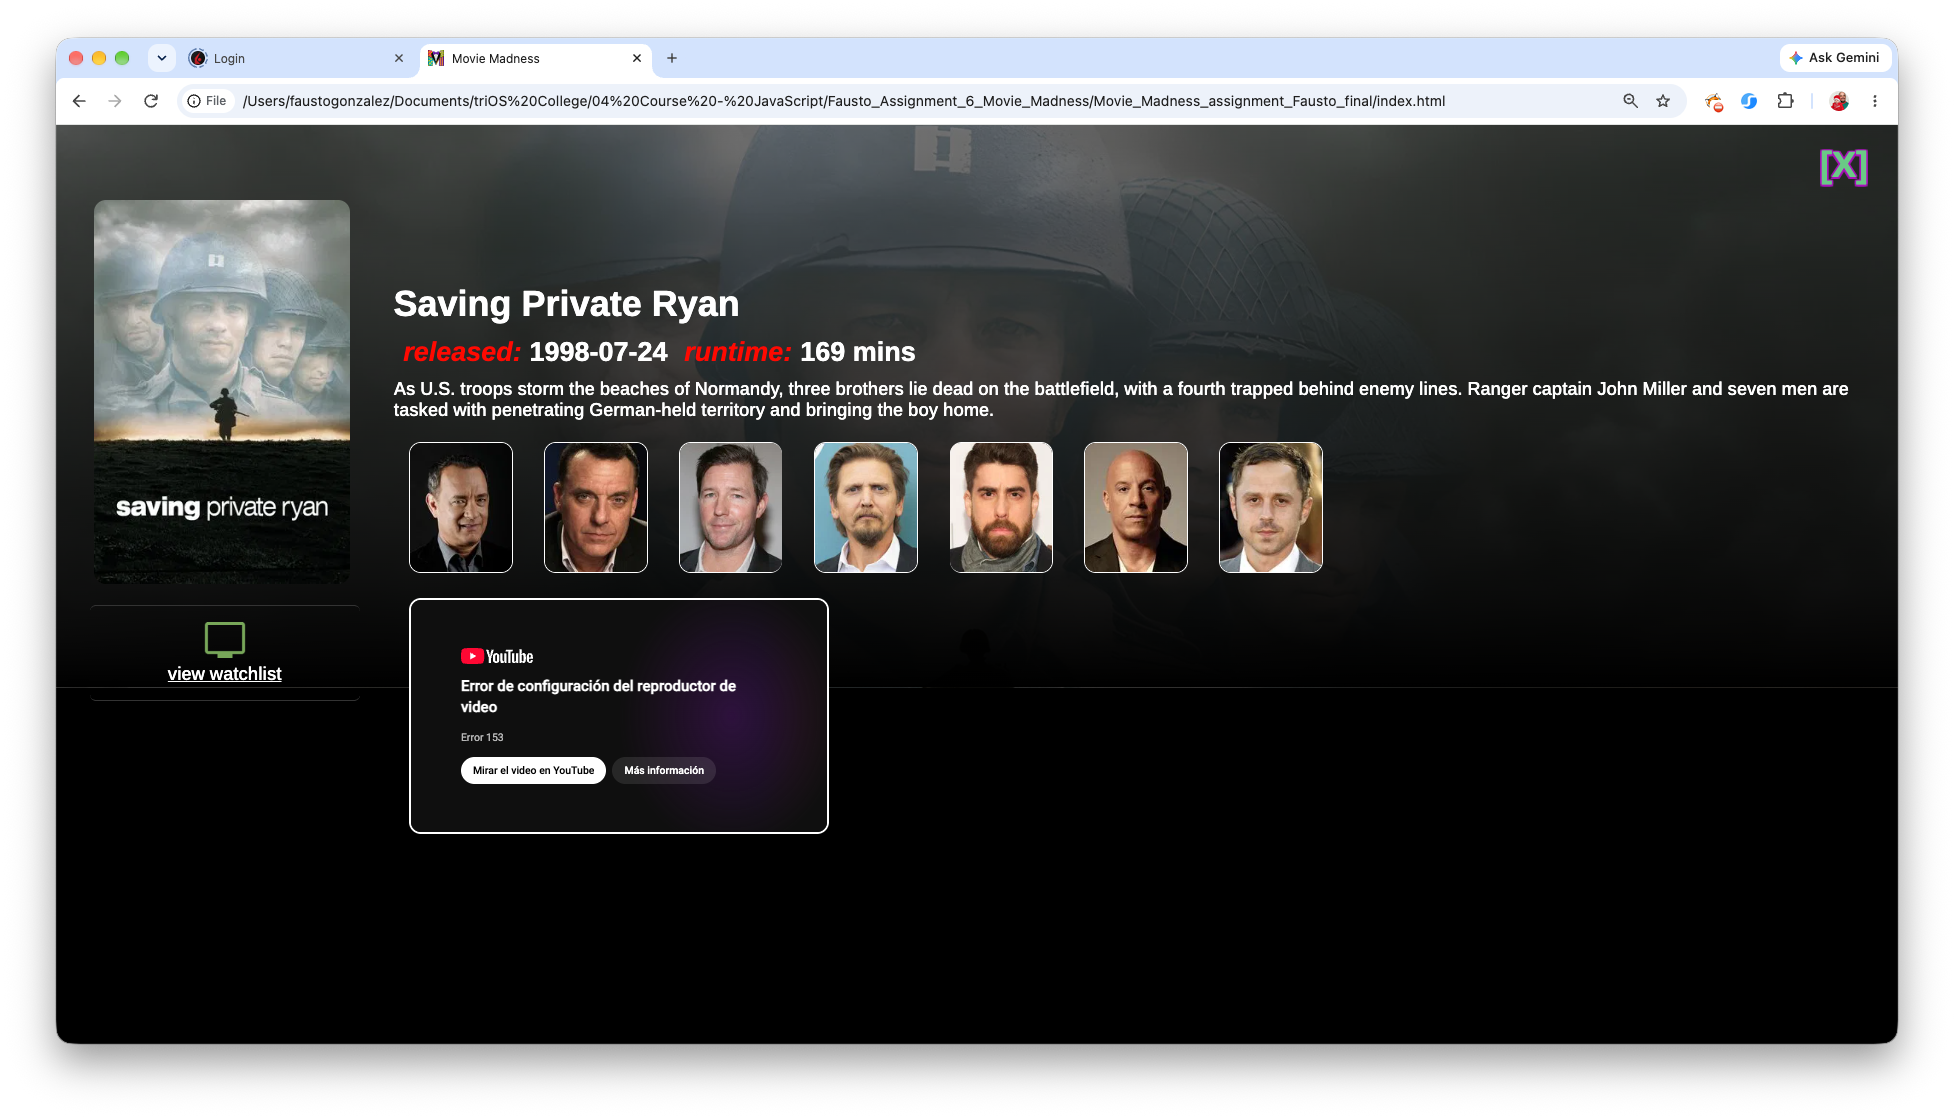 Login
Movie Madness
Ask Gemini
File
/Users/faustogonzalez/Documents/triOS%20College/04%20Course%20-%20JavaScript/Fausto_Assignment_6_Movie_Madness/Movie_Madness_assignment_Fausto_final/index.html
[X]
Saving Private Ryan
released: 1998-07-24 runtime: 169 mins
As U.S. troops storm the beaches of Normandy, three brothers lie dead on the battlefield, with a fourth trapped behind enemy lines. Ranger captain John Miller and seven men are
tasked with penetrating German-held territory and bringing the boy home.
saving private ryan
view watchlist
YouTube
Error de configuración del reproductor de
video
Error 153
Mirar el video en YouTube
Más información